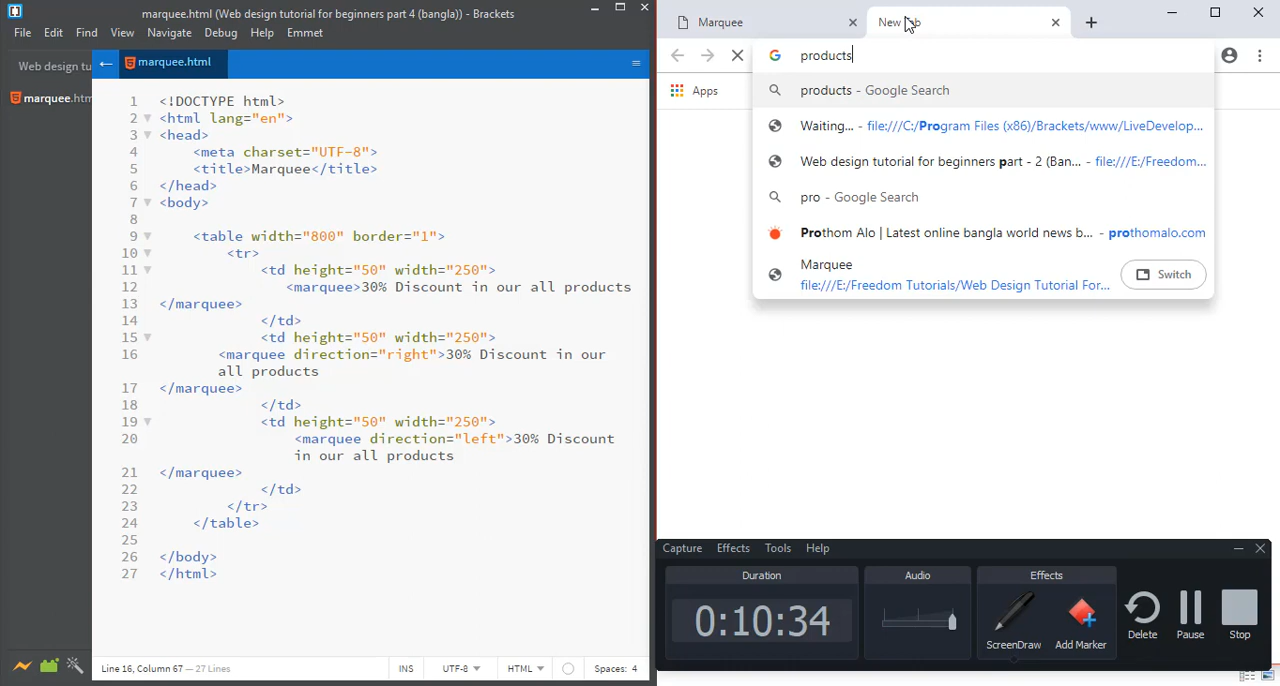 marquee.html (Web design tutorial for beginners part 4 (bangla)) - Brackets
File Edit Find View Navigate Debug Help Emmet
Web design tu
marquee.html
marquee.htm
1 <!DOCTYPE html>
2 <html lang="en">
3 <head>
4 <meta charset="UTF-8">
5 <title>Marquee</title>
6 </head>
7 <body>
8
9 <table width="800" border="1">
10 <tr>
11 <td height="50" width="250">
12 <marquee>30% Discount in our all products
13 </marquee>
14 </td>
15 <td height="50" width="250">
16 <marquee direction="right">30% Discount in our
all products
17 </marquee>
18 </td>
19 <td height="50" width="250">
20 <marquee direction="left">30% Discount
in our all products
21 </marquee>
22 </td>
23 </tr>
24 </table>
25
26 </body>
27 </html>
Line 16, Column 67 — 27 Lines
INS UTF-8 HTML Spaces: 4
Marquee
products
Apps
products - Google Search
Waiting... - file:///C:/Program Files (x86)/Brackets/www/LiveDevelop...
Web design tutorial for beginners part - 2 (Ban... - file:///E:/Freedom...
pro - Google Search
Prothom Alo | Latest online bangla world news b... - prothomalo.com
Marquee
file:///E:/Freedom Tutorials/Web Design Tutorial For...
Switch
Capture Effects Tools Help
Duration Audio Effects
0:10:34
ScreenDraw Add Marker Delete Pause Stop